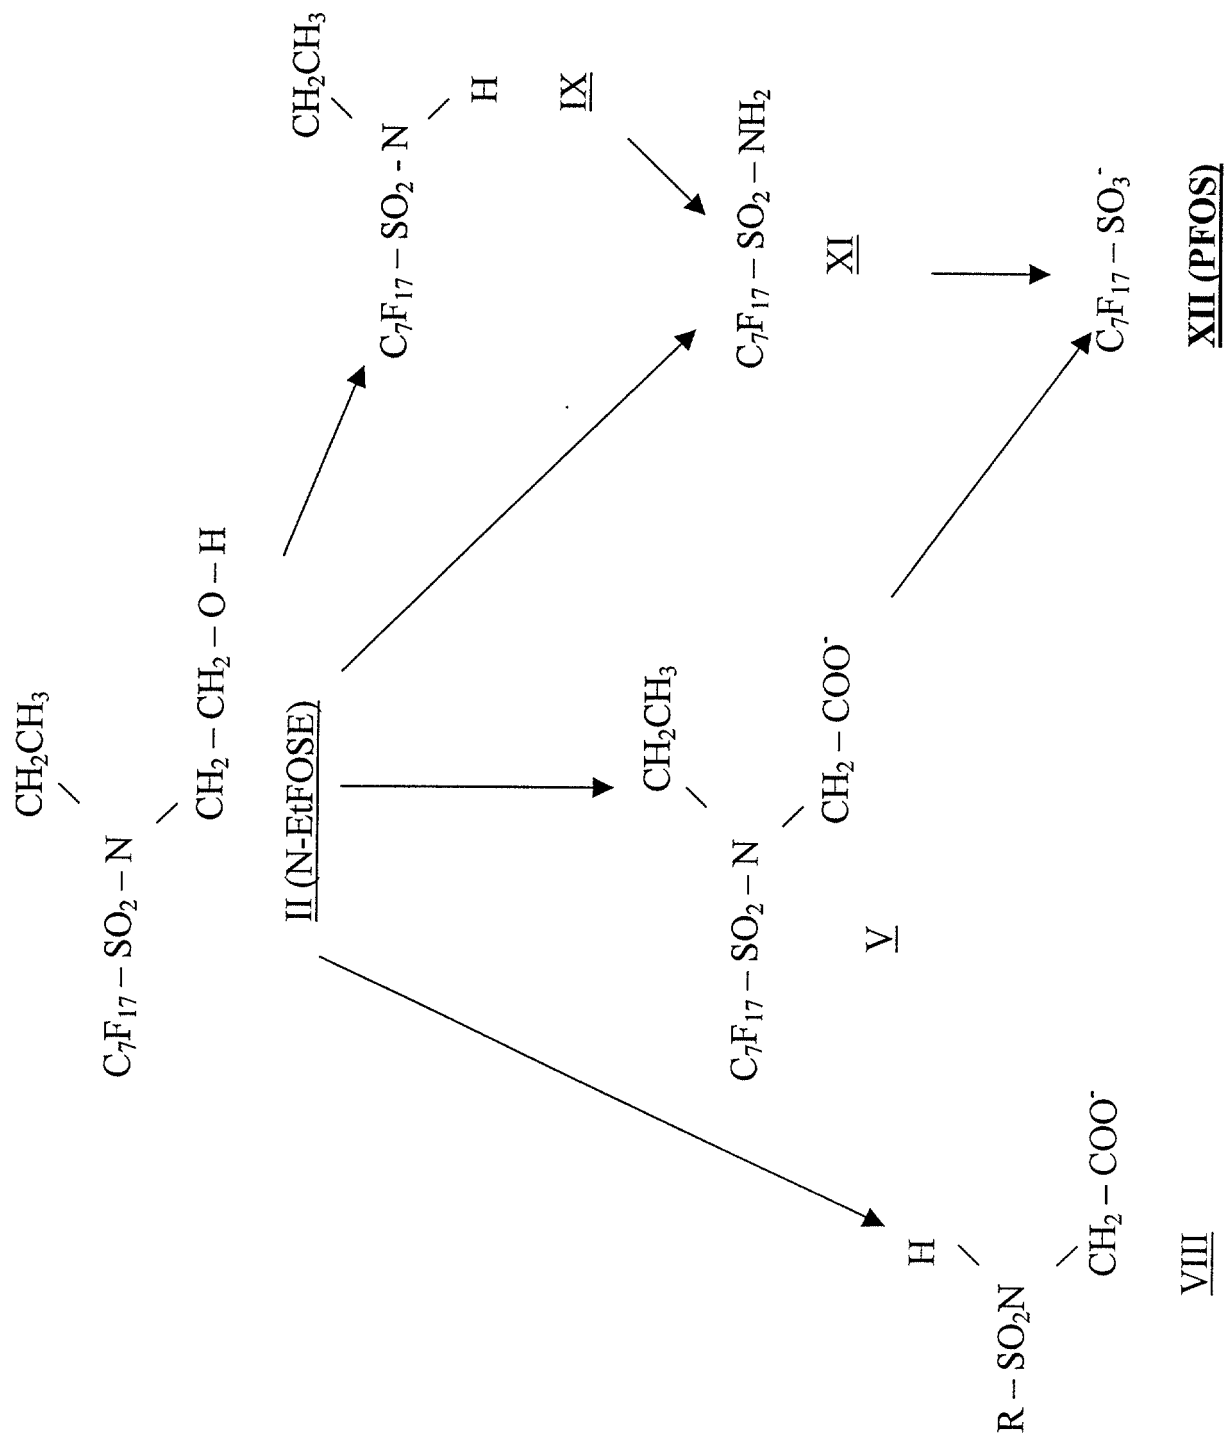 CH₂CH₃
C₇F₁₇ – SO₂ – N
CH₂ – CH₂ – O – H
II (N-EtFOSE)
CH₂CH₃
C₇F₁₇ – SO₂ - N
H
IX
CH₂CH₃
C₇F₁₇ – SO₂ – N
CH₂ – COO⁻
V
C₇F₁₇ – SO₂ – NH₂
XI
H
R – SO₂N
CH₂ – COO⁻
VIII
C₇F₁₇ – SO₃⁻
XII (PFOS)